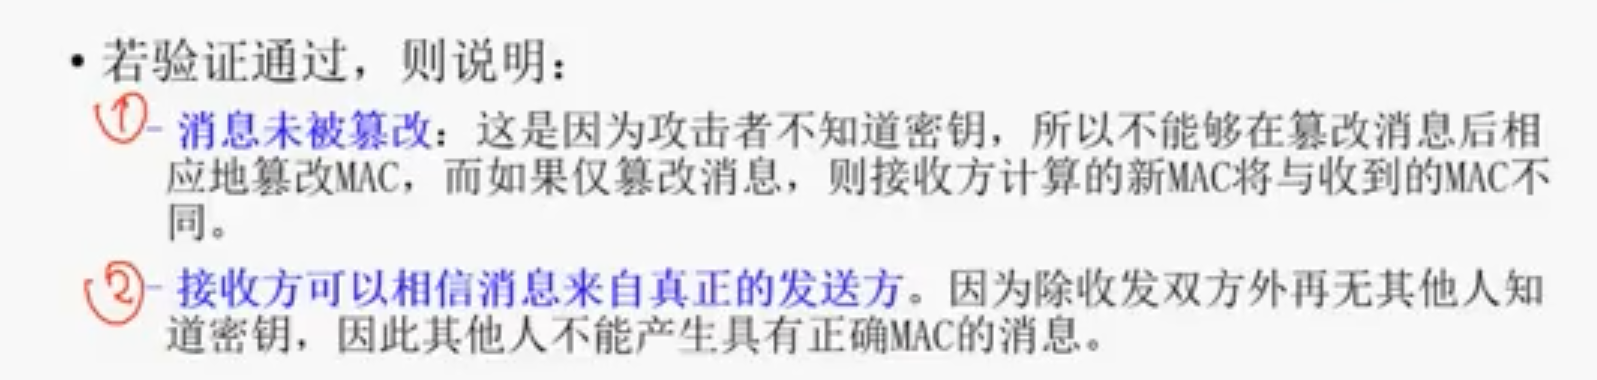 • 若验证通过，则说明：
① - 消息未被篡改：这是因为攻击者不知道密钥，所以不能够在篡改消息后相
应地篡改MAC，而如果仅篡改消息，则接收方计算的新MAC将与收到的MAC不
同。
② - 接收方可以相信消息来自真正的发送方。因为除收发双方外再无其他人知
道密钥，因此其他人不能产生具有正确MAC的消息。